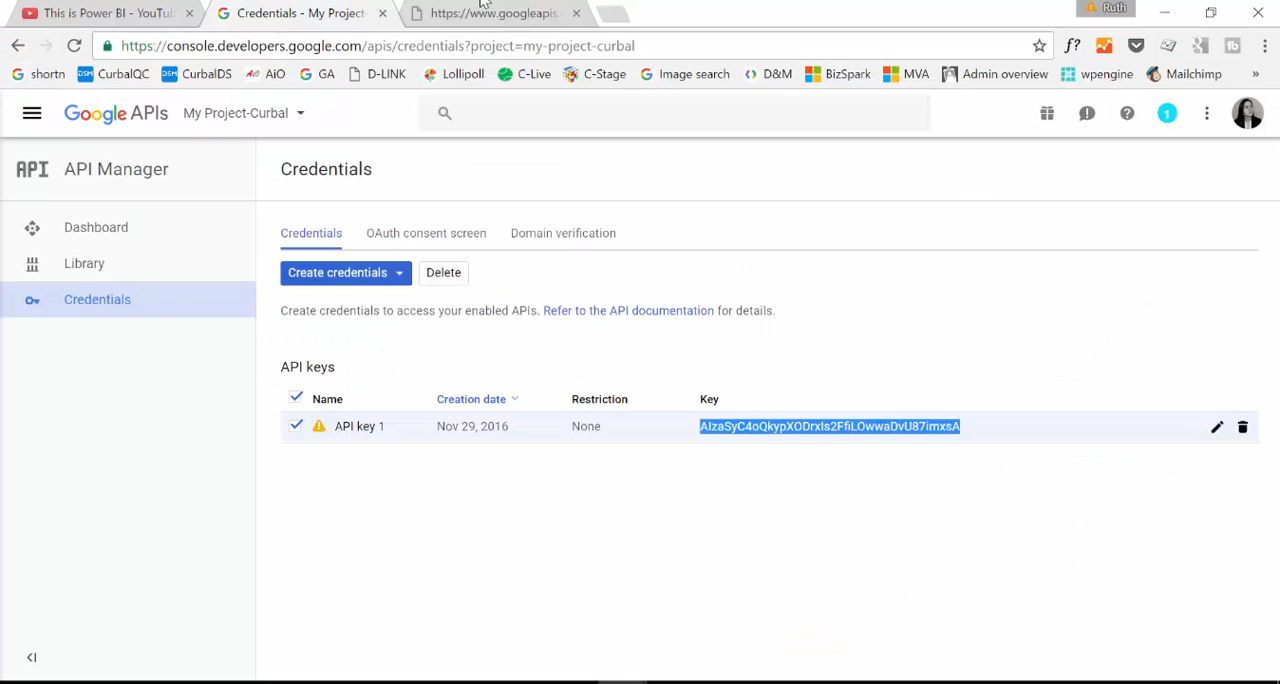 This is Power BI - YouTu
Credentials - My Project
https://www.googleapis.
Ruth
https://console.developers.google.com/apis/credentials?project=my-project-curbal
f?
shortn
DSM CurbalQC
DSM CurbalDS
AiO AiO
GA
D-LINK
Lollipoll
C-Live
C-Stage
Image search
D&M
BizSpark
MVA
Admin overview
wpengine
Mailchimp
»
Google APIs
My Project-Curbal
1
API API Manager
Credentials
Dashboard
Library
Credentials
Credentials
OAuth consent screen
Domain verification
Create credentials
Delete
Create credentials to access your enabled APIs. Refer to the API documentation for details.
API keys
Name
Creation date
Restriction
Key
API key 1
Nov 29, 2016
None
AIzaSyC4oQkypXODrxIs2FfiLOwwaDvU87imxsA